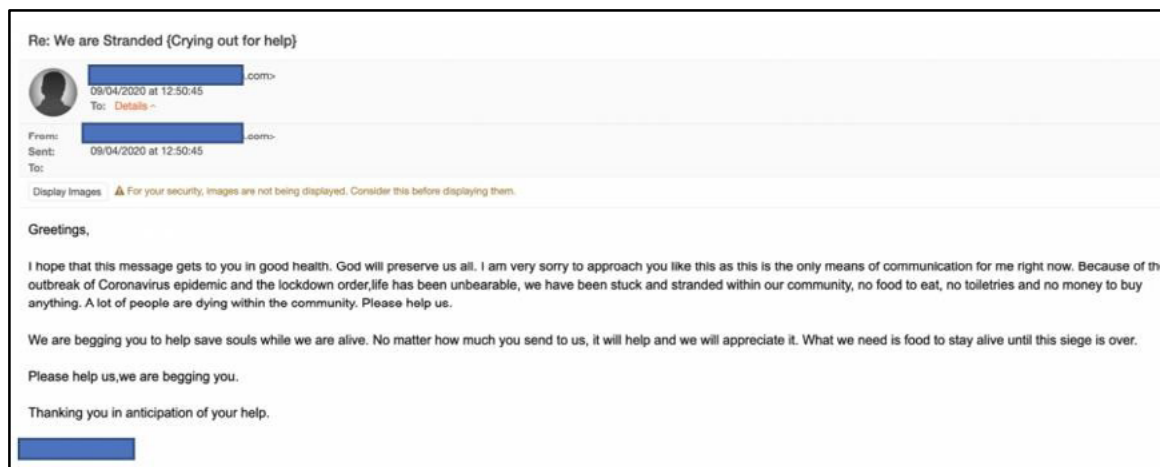 Re: We are Stranded {Crying out for help}
.com>
09/04/2020 at 12:50:45
To: Details ^
From: .com>
Sent: 09/04/2020 at 12:50:45
To:
Display Images ⚠ For your security, images are not being displayed. Consider this before displaying them.
Greetings,
I hope that this message gets to you in good health. God will preserve us all. I am very sorry to approach you like this as this is the only means of communication for me right now. Because of the
outbreak of Coronavirus epidemic and the lockdown order,life has been unbearable, we have been stuck and stranded within our community, no food to eat, no toiletries and no money to buy
anything. A lot of people are dying within the community. Please help us.
We are begging you to help save souls while we are alive. No matter how much you send to us, it will help and we will appreciate it. What we need is food to stay alive until this siege is over.
Please help us,we are begging you.
Thanking you in anticipation of your help.